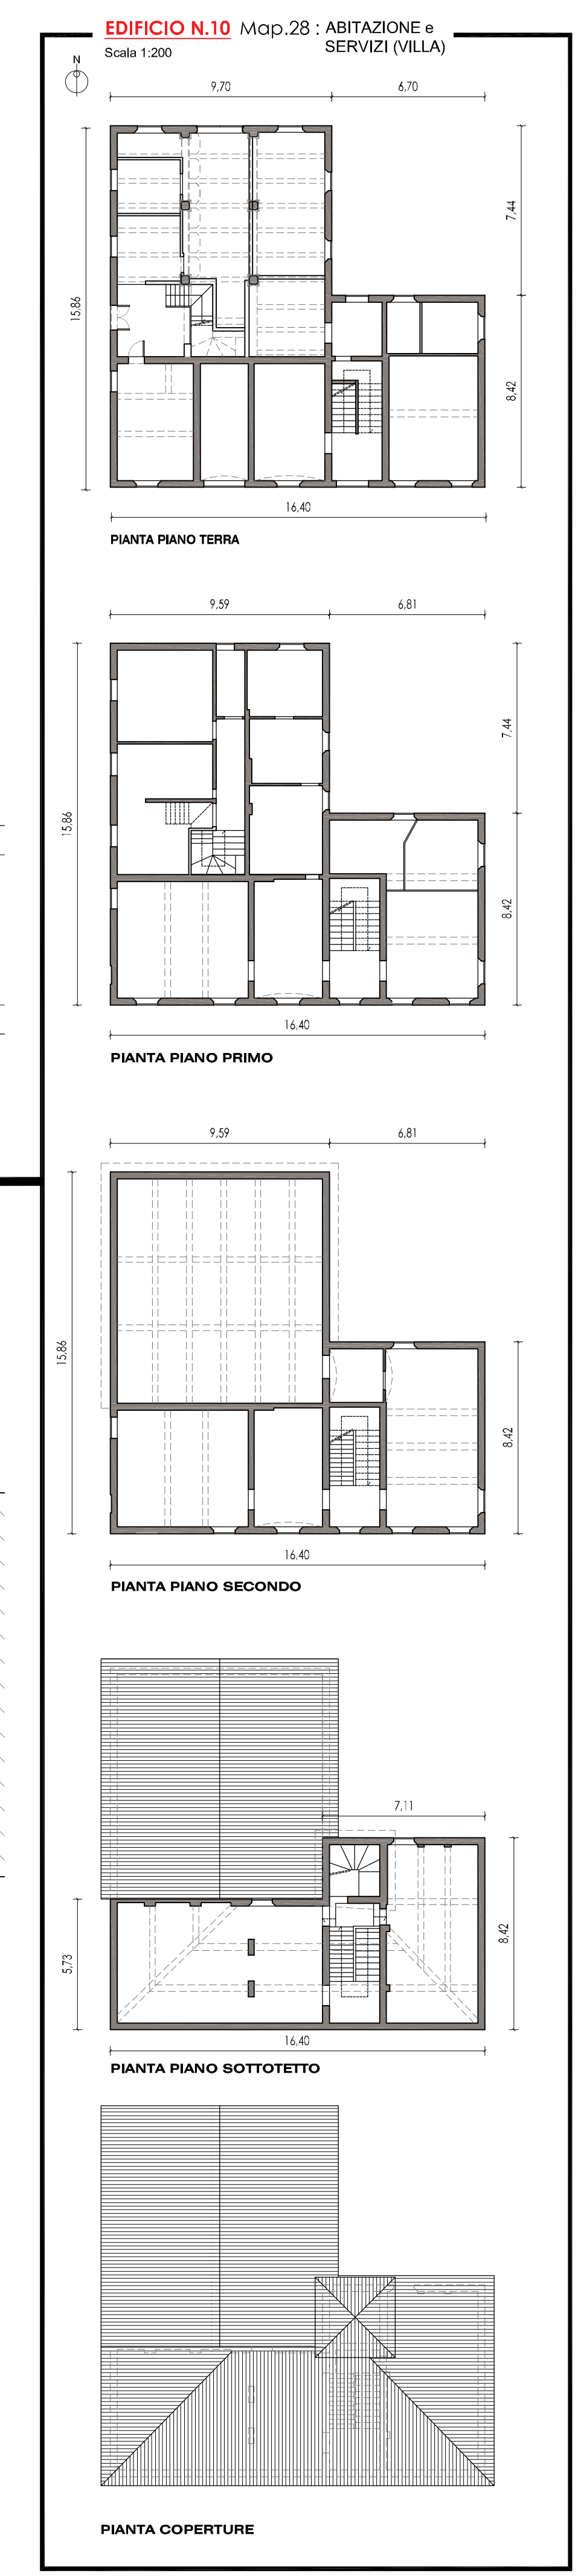 EDIFICIO N.10 Map.28 : ABITAZIONE e
SERVIZI (VILLA)
Scala 1:200
N
9,70 6,70
7,44
15,86
8,42
16,40
PIANTA PIANO TERRA
9,59 6,81
7,44
15,86
8,42
16,40
PIANTA PIANO PRIMO
9,59 6,81
15,86
8,42
16,40
PIANTA PIANO SECONDO
7,11
8,42
5,73
16,40
PIANTA PIANO SOTTOTETTO
PIANTA COPERTURE